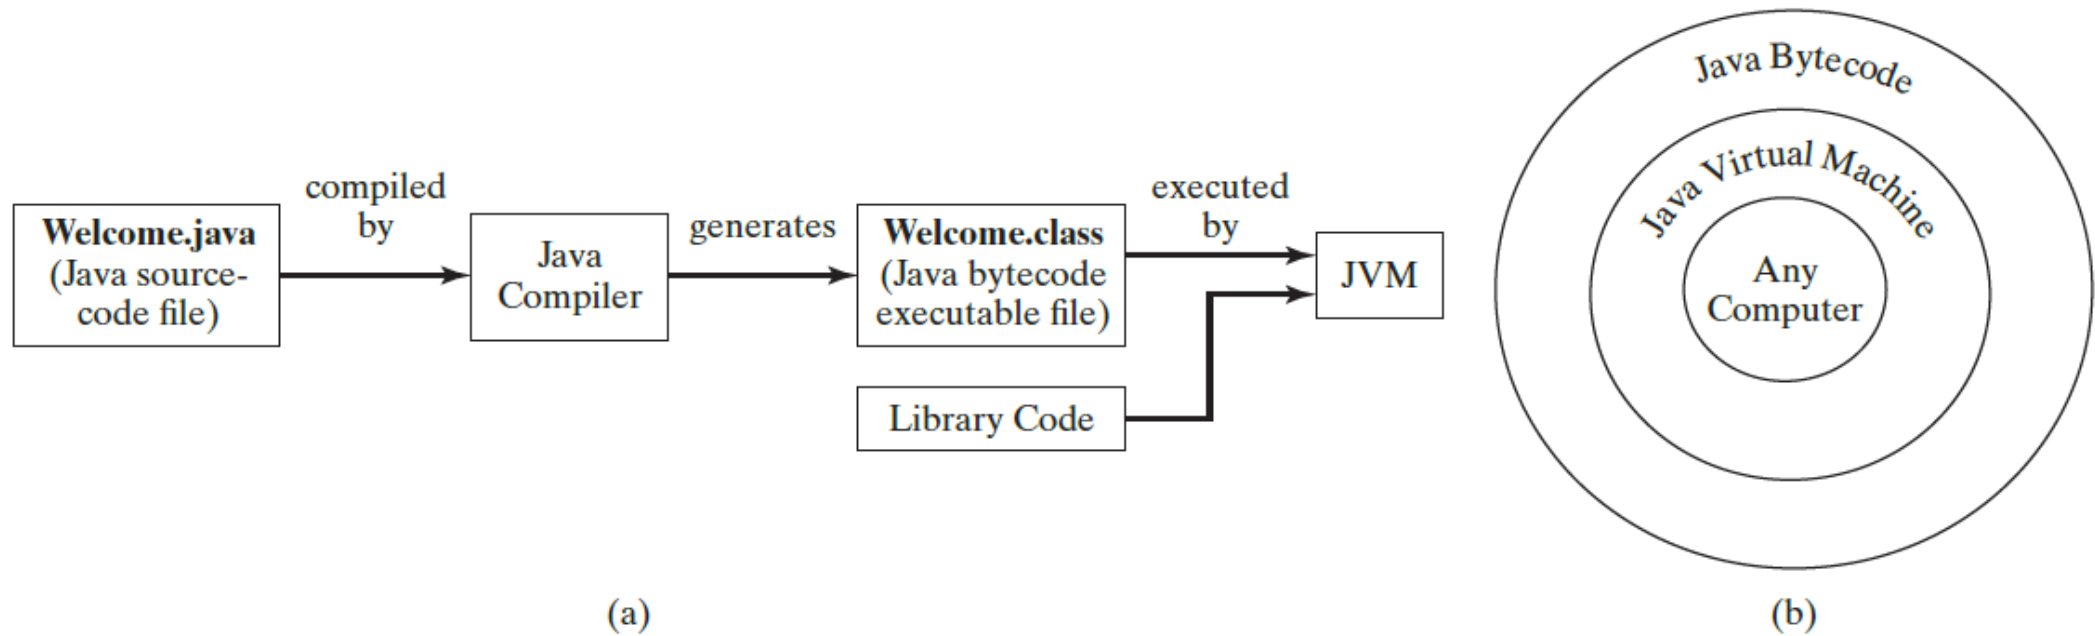 Welcome.java
(Java source-
code file)
compiled
by
Java
Compiler
generates
Welcome.class
(Java bytecode
executable file)
executed
by
JVM
Library Code
(a)
Java Bytecode
Java Virtual Machine
Any
Computer
(b)